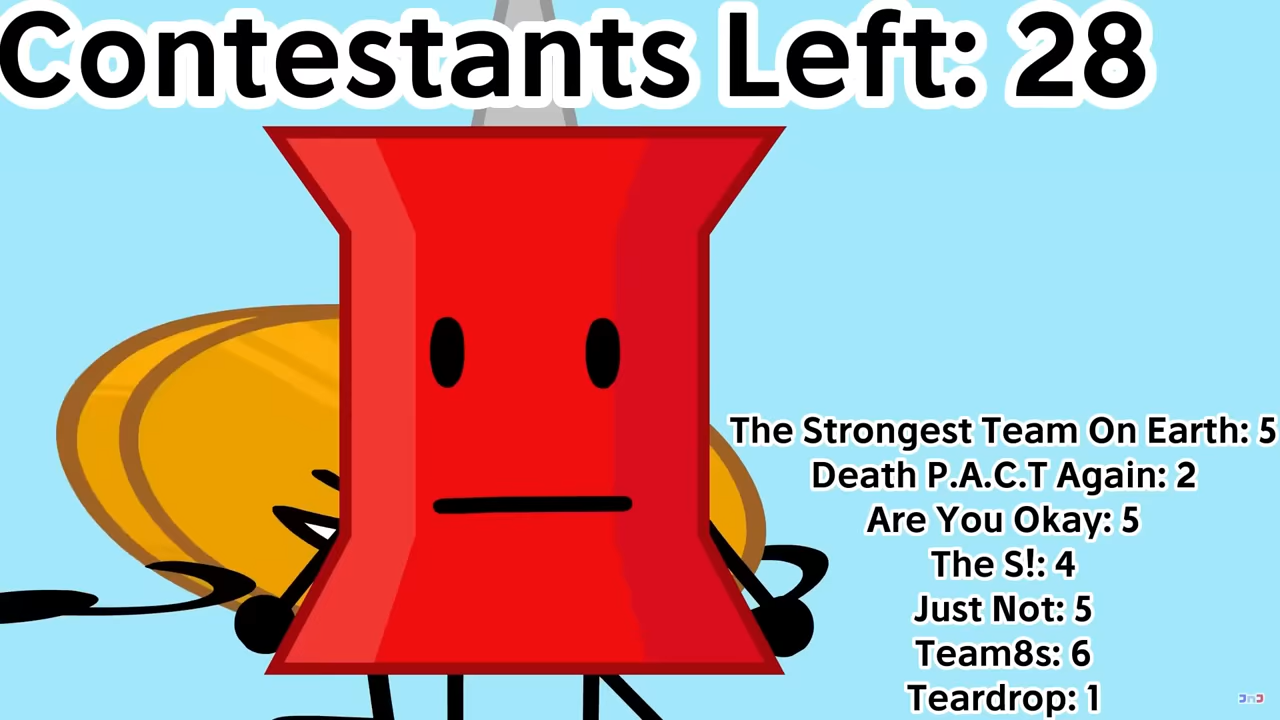 Contestants Left: 28
The Strongest Team On Earth: 5
Death P.A.C.T Again: 2
Are You Okay: 5
The S!: 4
Just Not: 5
Team8s: 6
Teardrop: 1